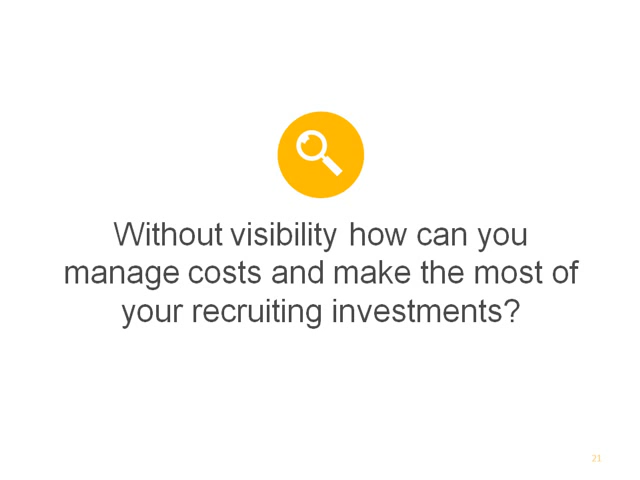 Without visibility how can you
manage costs and make the most of
your recruiting investments?
21